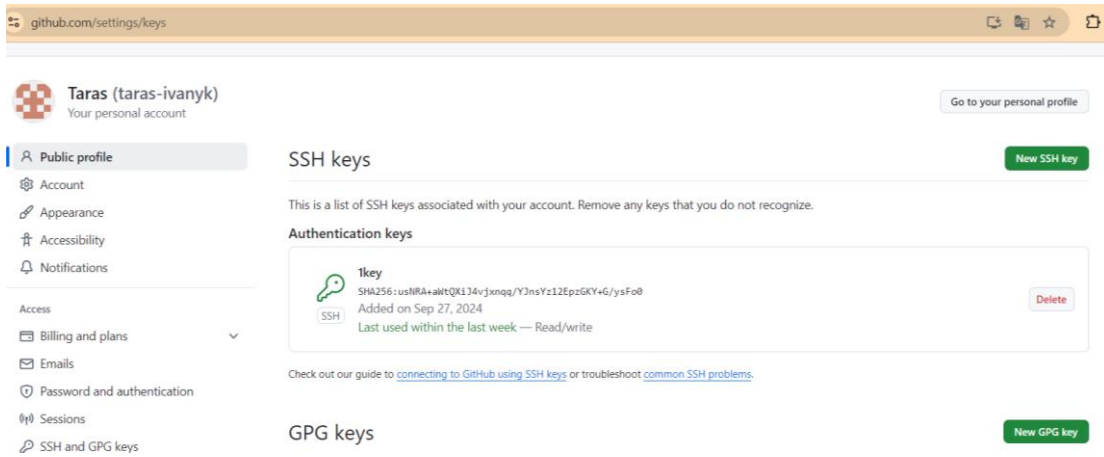 github.com/settings/keys
Taras (taras-ivanyk)
Your personal account
Go to your personal profile
Public profile
Account
Appearance
Accessibility
Notifications
Access
Billing and plans
Emails
Password and authentication
Sessions
SSH and GPG keys
SSH keys
New SSH key
This is a list of SSH keys associated with your account. Remove any keys that you do not recognize.
Authentication keys
1key
SHA256:usNRA+aWtQXiJ4vjxnqq/YJnsYz12EpzGKY+G/ysFo0
SSH
Added on Sep 27, 2024
Last used within the last week — Read/write
Delete
Check out our guide to connecting to GitHub using SSH keys or troubleshoot common SSH problems.
GPG keys
New GPG key